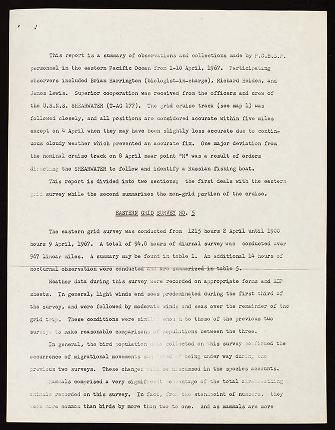 This report is a summary of observations and collections made by P.O.B.S.P.
personnel in the eastern Pacific Ocean from 1-10 April, 1967. Participating
observers included Brian Harrington (biologist-in-charge), Richard
James Lewis. Superior cooperation was received from the officers and crew of
the U.S.N.S. SHEARWATER (T-AG 177). The grid cruise track (see map 1) was
followed closely, and all positions are considered accurate within five miles
except on 4 April when they may have been slightly less accurate due to contin-
uous cloudy weather which prevented an accurate fix. One major deviation from
the nominal cruise track on 8 April near point "N" was a result of orders
directing the SHEARWATER to follow and identify a Russian fishing boat.
This report is divided into two sections; the first deals with the eastern
grid survey while the second summarizes the non-grid portion of the cruise.
EASTERN GRID SURVEY NO. 5
The eastern grid survey was conducted from 1215 hours 2 April until 1900
hours 9 April, 1967. A total of 94.8 hours of diurnal survey was conducted over
967 linear miles. A summary may be found in table 1. An additional 14 hours of
nocturnal observation were conducted and are summarized in table 5.
Weather data during this survey were recorded on appropriate forms and
sheets. In general, light winds and seas predominated during the first third of
the survey, and were followed by moderate winds and seas over the remainder of the
grid trip. These conditions were similar enough to those of the previous two
surveys to make reasonable comparisons of populations between the three.
In general, the bird population data collected on this survey confirmed the
occurrence of migrational movements being under way during the
previous two surveys. These changes will be discussed in the species accounts.
Mammals comprised a very significant percentage of the total
animals recorded on this survey. In fact, from the standpoint of numbers, they
were more common than birds by more than two to one. And as mammals are more